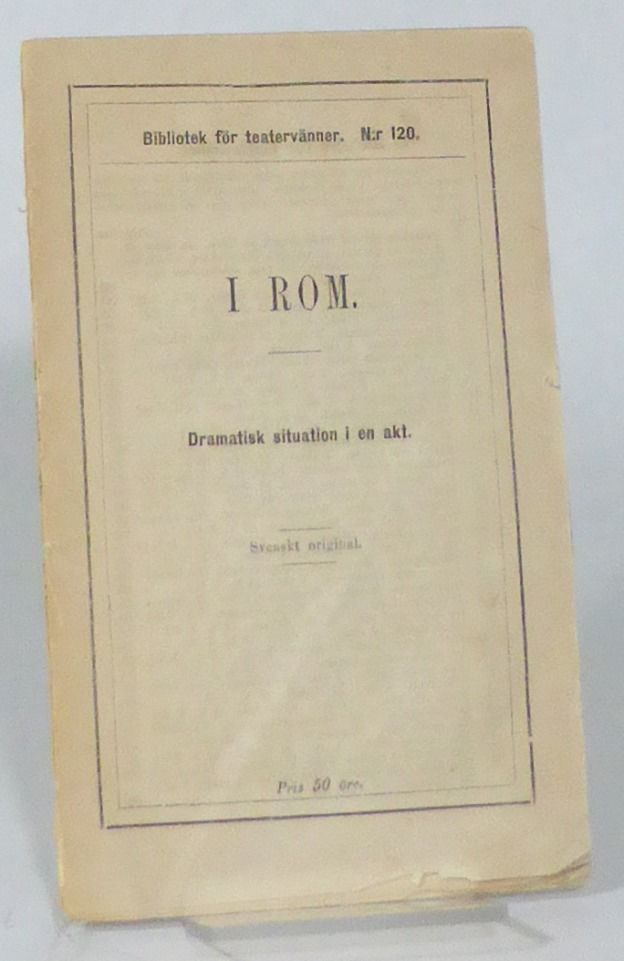 Bibliotek för teatervänner. N:r 120.
I ROM.
Dramatisk situation i en akt.
Svenskt original.
Pris 50 öre.